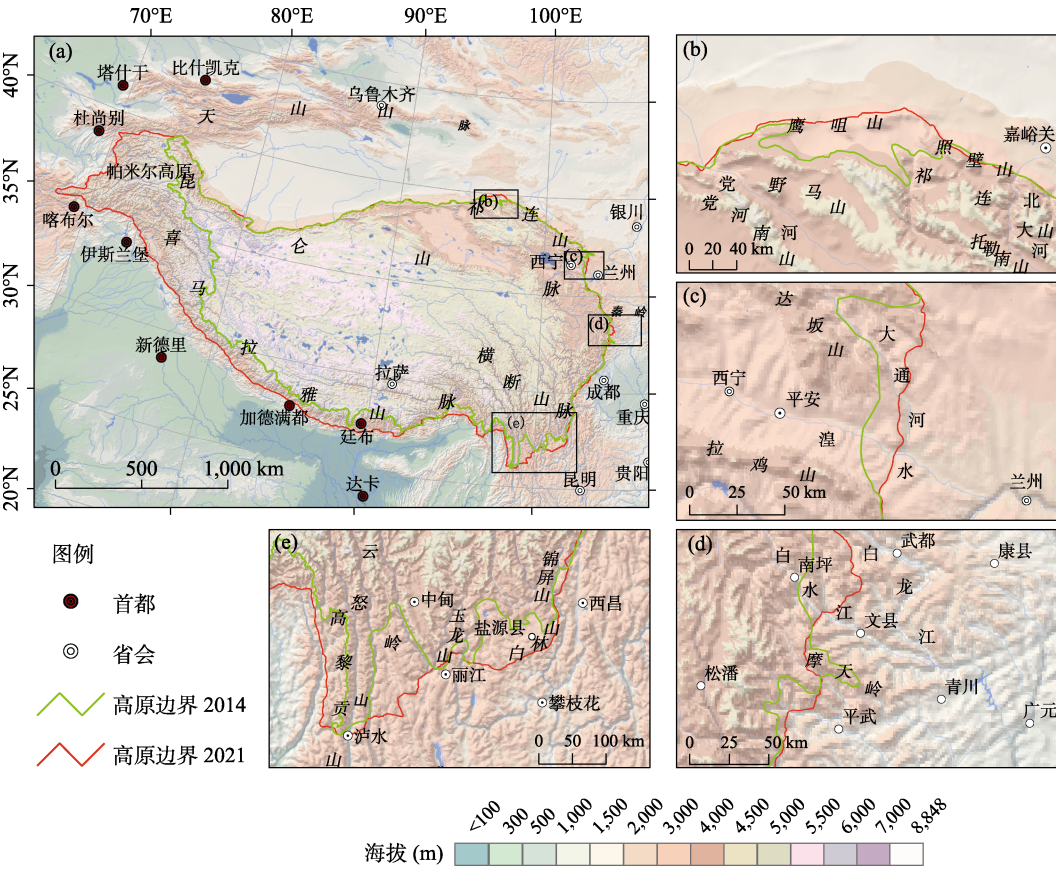 70°E
80°E
90°E
100°E
40°N
35°N
30°N
25°N
20°N
(a)
塔什干
比什凯克
乌鲁木齐
天
山
山
脉
杜尚别
帕米尔高原
昆
仑
山
(b)
祁
连
山
脉
银川
喀布尔
伊斯兰堡
喜
马
拉
雅
山
脉
西宁
(c)
兰州
秦
岭
(d)
新德里
拉萨
横
断
山
脉
成都
重庆
加德满都
廷布
(e)
贵阳
昆明
达卡
0
500
1,000 km
(b)
鹰
咀
山
照
壁
山
嘉峪关
祁
连
北
大
河
党
河
党
河
南
山
野
马
山
托
勒
南
山
山
0 20 40 km
(c)
达
坂
山
大
通
河
西宁
平安
湟
水
拉
鸡
山
兰州
0
25
50 km
图例
首都
省会
高原边界 2014
高原边界 2021
(e)
云
岭
锦
屏
山
怒
山
高
黎
贡
山
中甸
玉
龙
山
盐源县
西昌
白
林
山
丽江
攀枝花
泸水
0
50
100 km
(d)
白
水
江
南坪
白
龙
江
武都
康县
文县
摩
天
岭
松潘
青川
平武
广元
0
25
50 km
海拔 (m)
<100
300
500
1,000
1,500
2,000
3,000
4,000
4,500
5,000
5,500
6,000
7,000
8,848